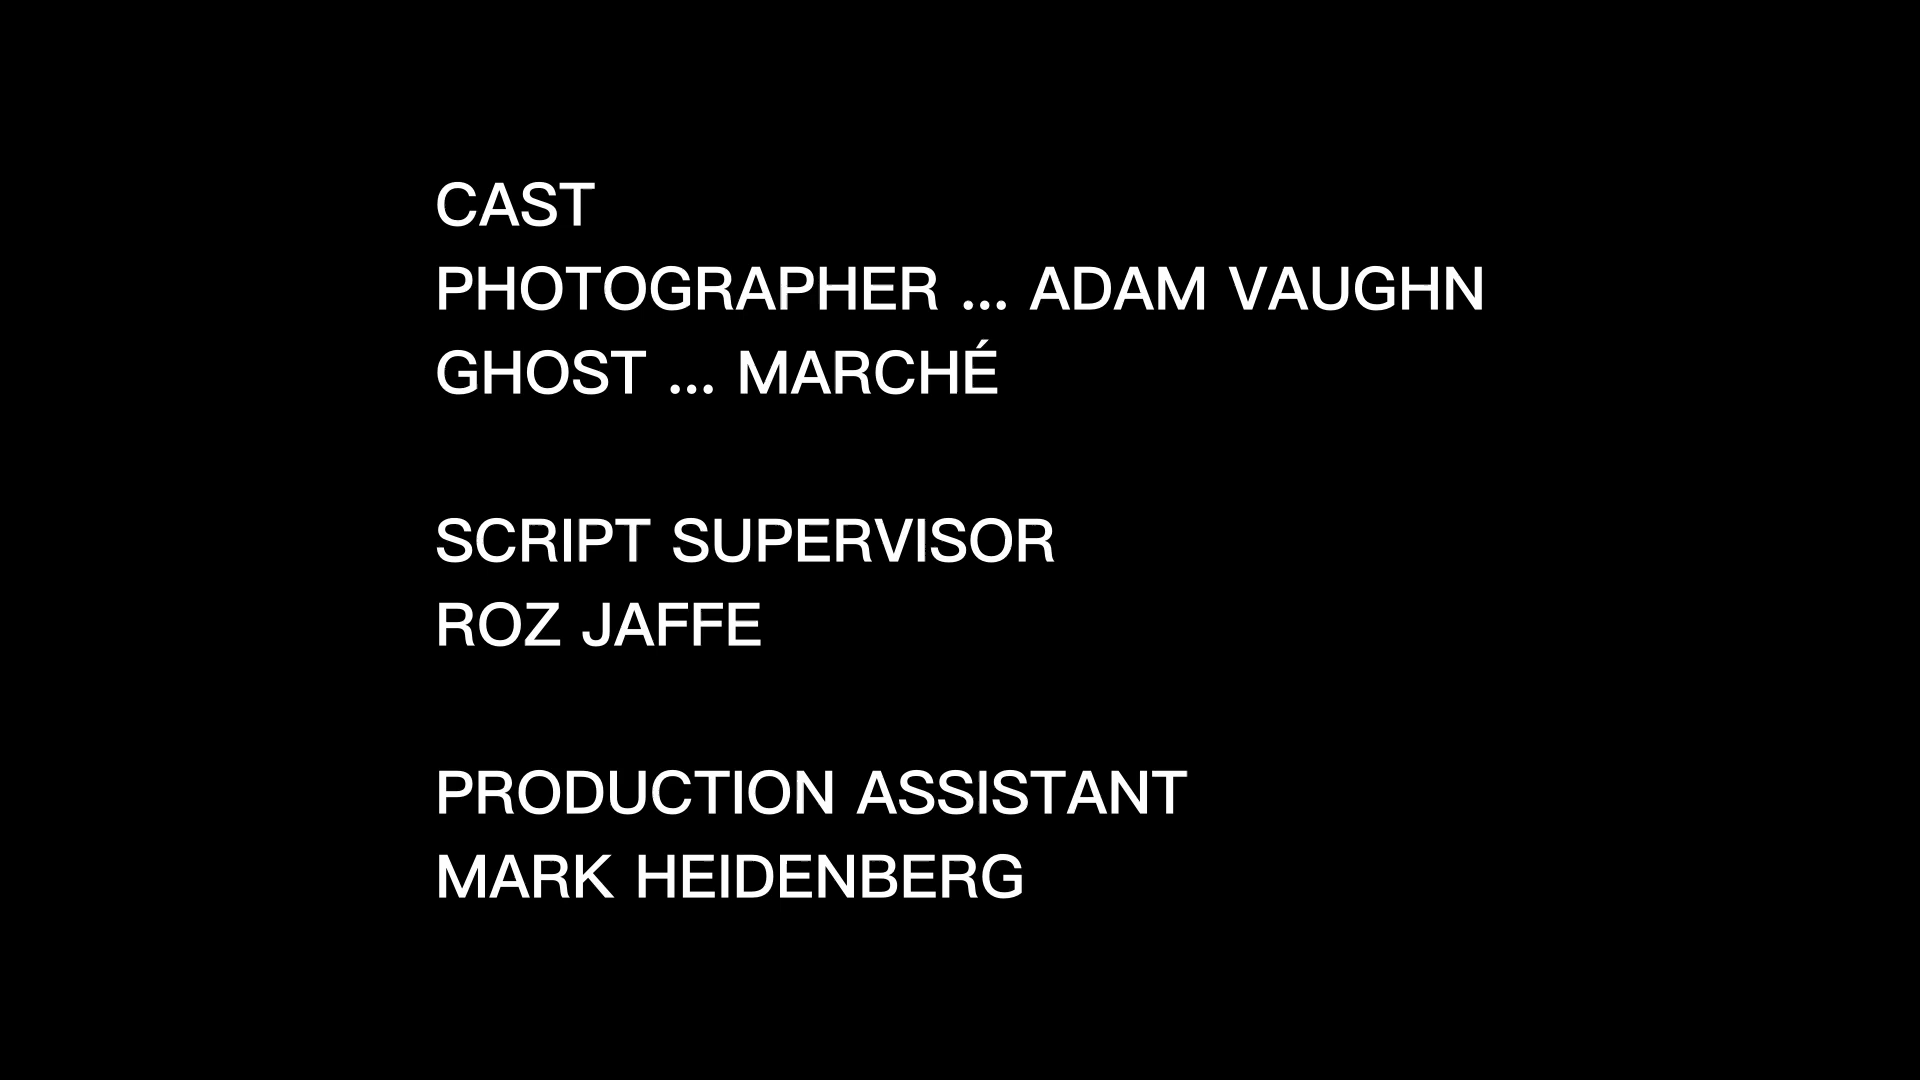 CAST
PHOTOGRAPHER ... ADAM VAUGHN
GHOST ... MARCHÉ
SCRIPT SUPERVISOR
ROZ JAFFE
PRODUCTION ASSISTANT
MARK HEIDENBERG